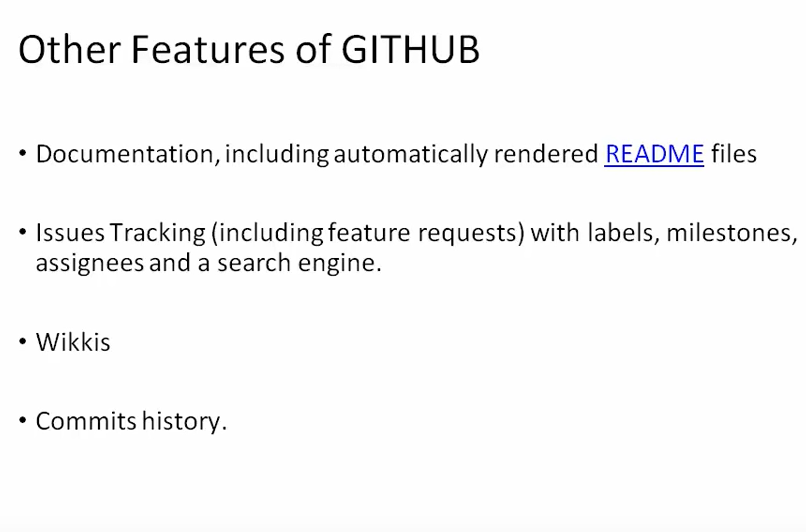 Other Features of GITHUB
• Documentation, including automatically rendered README files
• Issues Tracking (including feature requests) with labels, milestones,
assignees and a search engine.
• Wikkis
• Commits history.